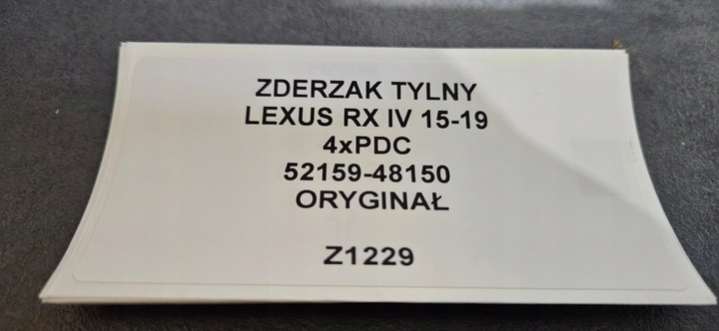 ZDERZAK TYLNY
LEXUS RX IV 15-19
4xPDC
52159-48150
ORYGINAŁ
Z1229